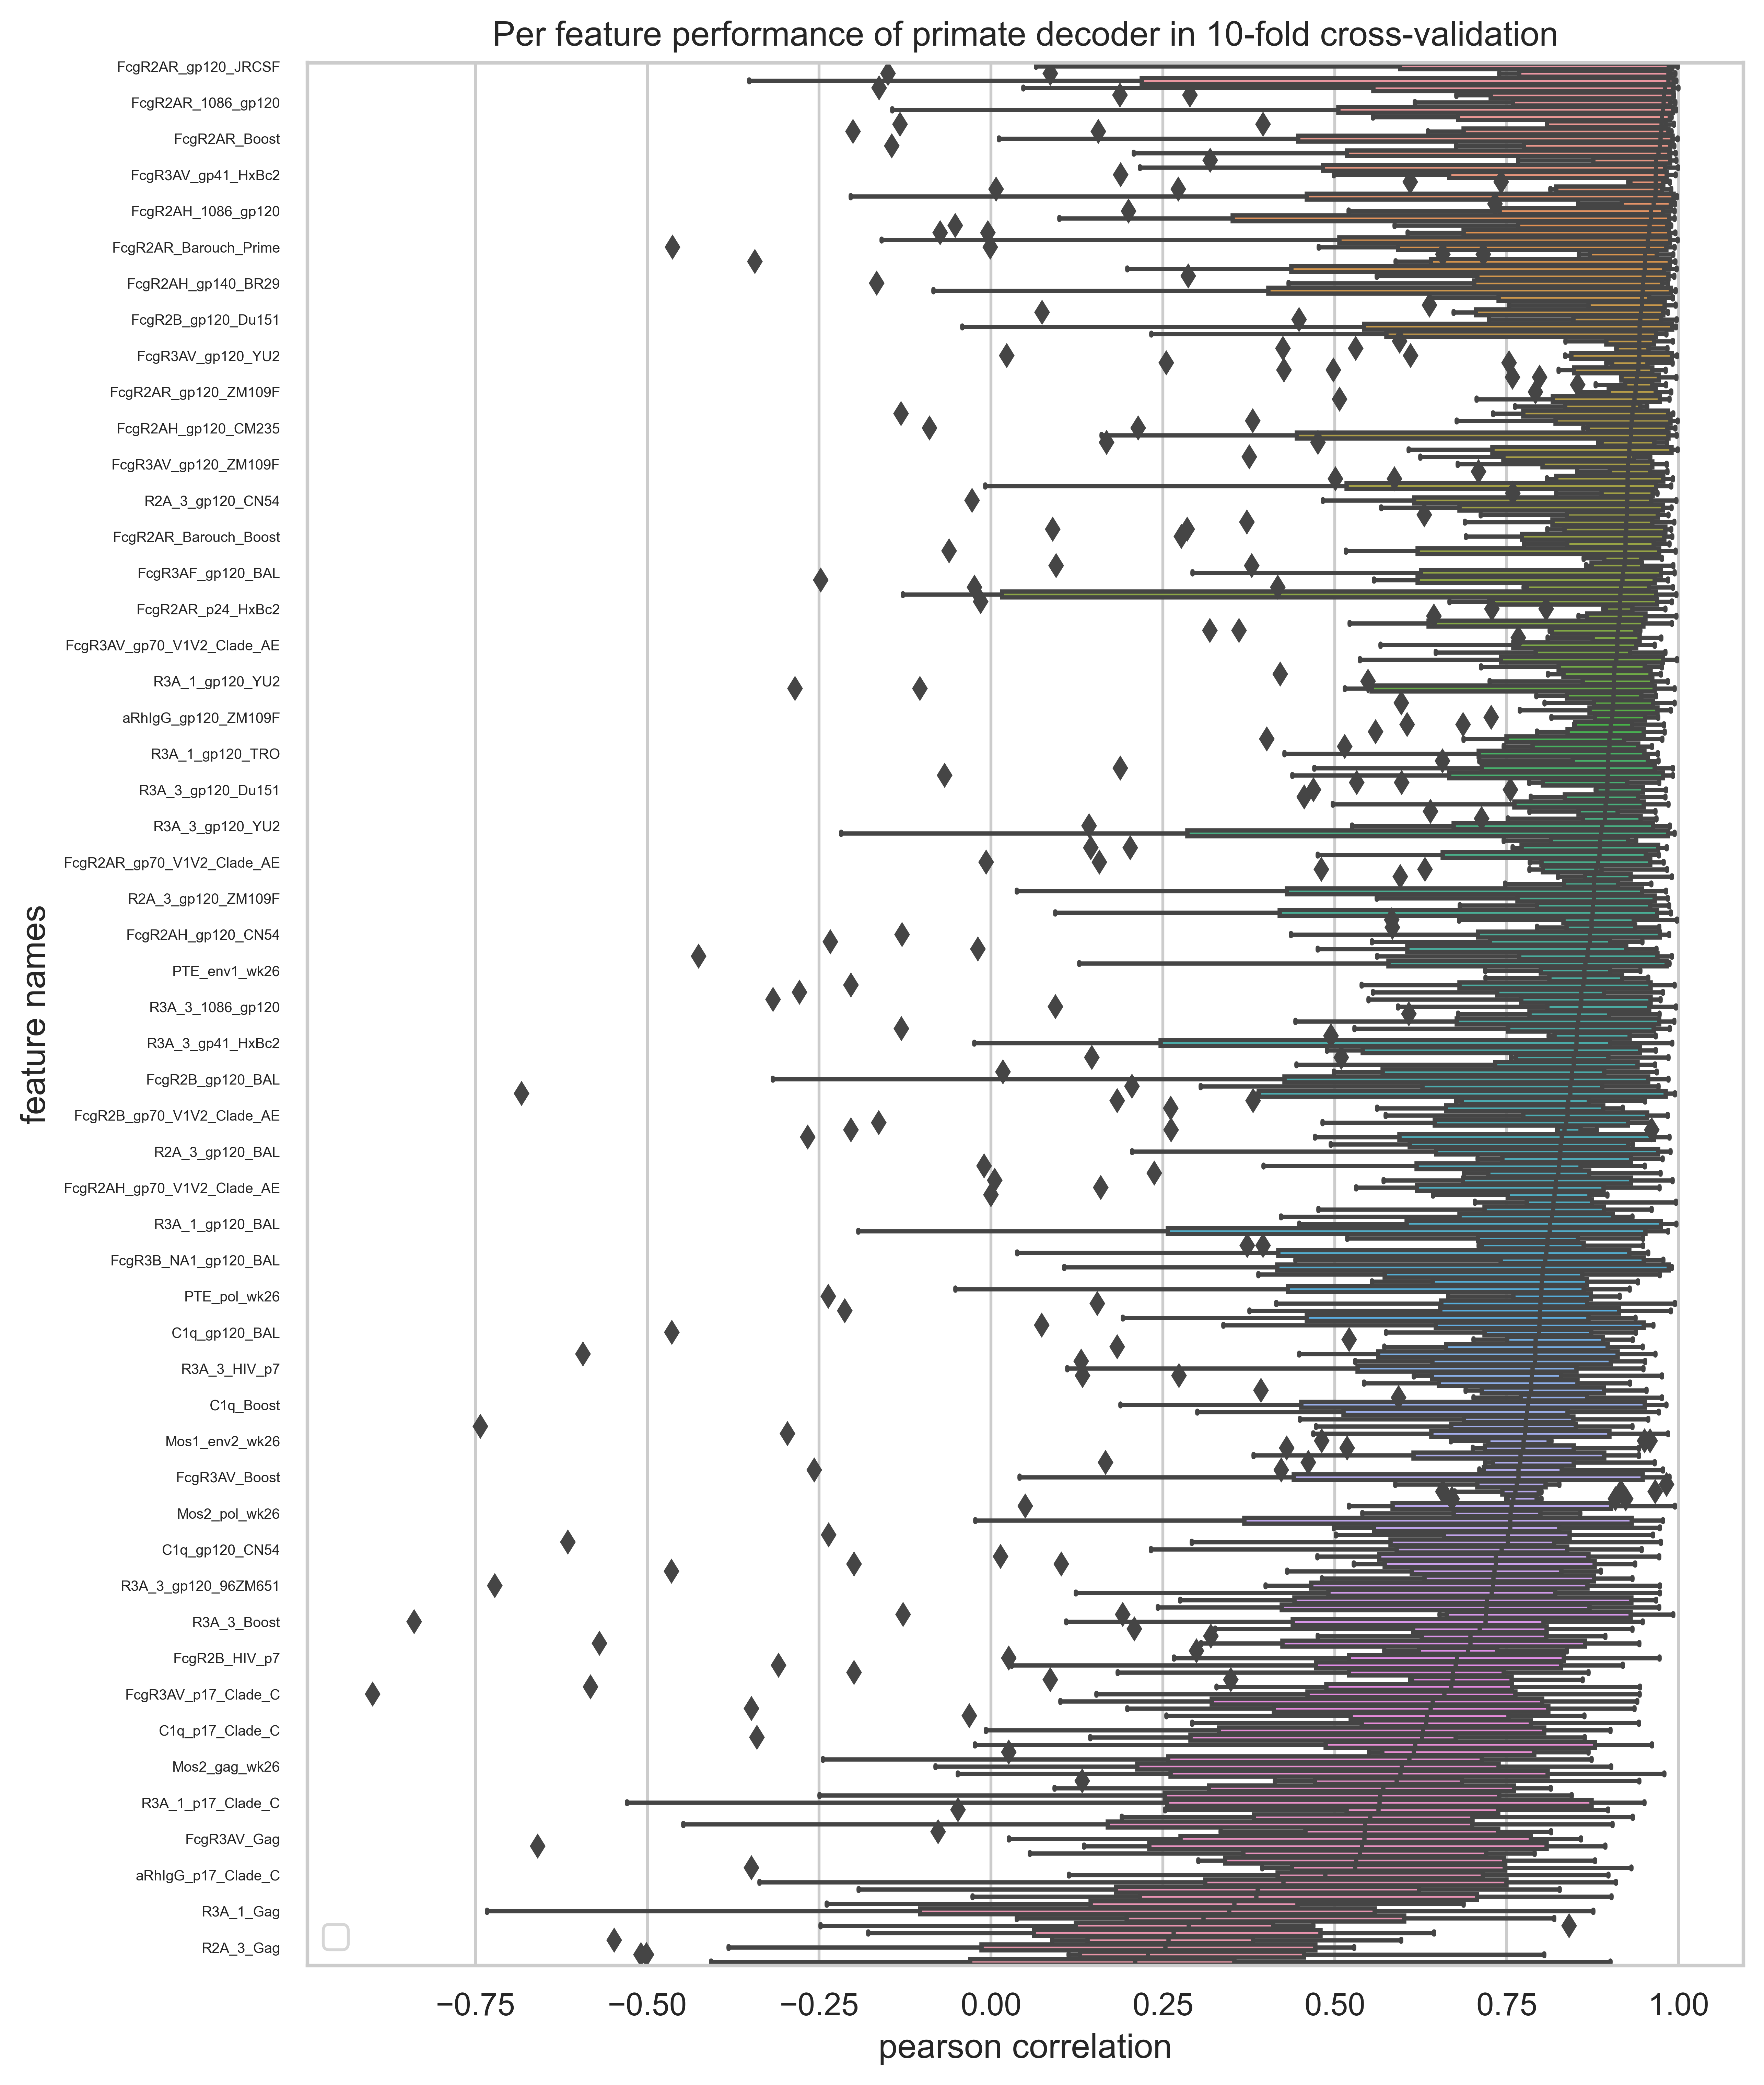 Per feature performance of primate decoder in 10-fold cross-validation
FcgR2AR_gp120_JRCSF
FcgR2AR_1086_gp120
FcgR2AR_Boost
FcgR3AV_gp41_HxBc2
FcgR2AH_1086_gp120
FcgR2AR_Barouch_Prime
FcgR2AH_gp140_BR29
FcgR2B_gp120_Du151
FcgR3AV_gp120_YU2
FcgR2AR_gp120_ZM109F
FcgR2AH_gp120_CM235
FcgR3AV_gp120_ZM109F
R2A_3_gp120_CN54
FcgR2AR_Barouch_Boost
FcgR3AF_gp120_BAL
FcgR2AR_p24_HxBc2
FcgR3AV_gp70_V1V2_Clade_AE
R3A_1_gp120_YU2
aRhIgG_gp120_ZM109F
R3A_1_gp120_TRO
R3A_3_gp120_Du151
R3A_3_gp120_YU2
FcgR2AR_gp70_V1V2_Clade_AE
R2A_3_gp120_ZM109F
FcgR2AH_gp120_CN54
PTE_env1_wk26
R3A_3_1086_gp120
R3A_3_gp41_HxBc2
FcgR2B_gp120_BAL
FcgR2B_gp70_V1V2_Clade_AE
R2A_3_gp120_BAL
FcgR2AH_gp70_V1V2_Clade_AE
R3A_1_gp120_BAL
FcgR3B_NA1_gp120_BAL
PTE_pol_wk26
C1q_gp120_BAL
R3A_3_HIV_p7
C1q_Boost
Mos1_env2_wk26
FcgR3AV_Boost
Mos2_pol_wk26
C1q_gp120_CN54
R3A_3_gp120_96ZM651
R3A_3_Boost
FcgR2B_HIV_p7
FcgR3AV_p17_Clade_C
C1q_p17_Clade_C
Mos2_gag_wk26
R3A_1_p17_Clade_C
FcgR3AV_Gag
aRhIgG_p17_Clade_C
R3A_1_Gag
R2A_3_Gag
feature names
−0.75 −0.50 −0.25 0.00 0.25 0.50 0.75 1.00
pearson correlation